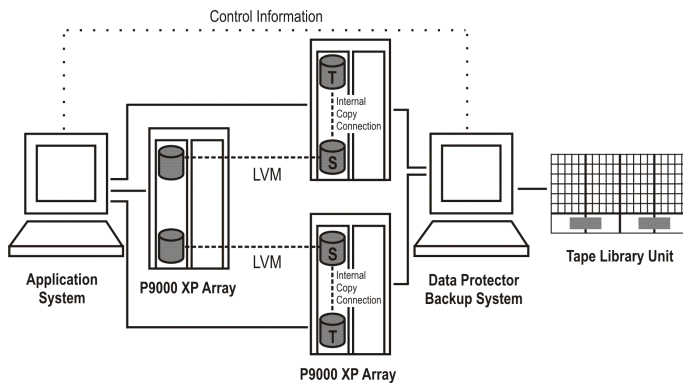 Control Information
T
Internal
Copy
Connection
S
LVM
S
LVM
Internal
Copy
Connection
T
Application
System
P9000 XP Array
Data Protector
Backup System
Tape Library Unit
P9000 XP Array